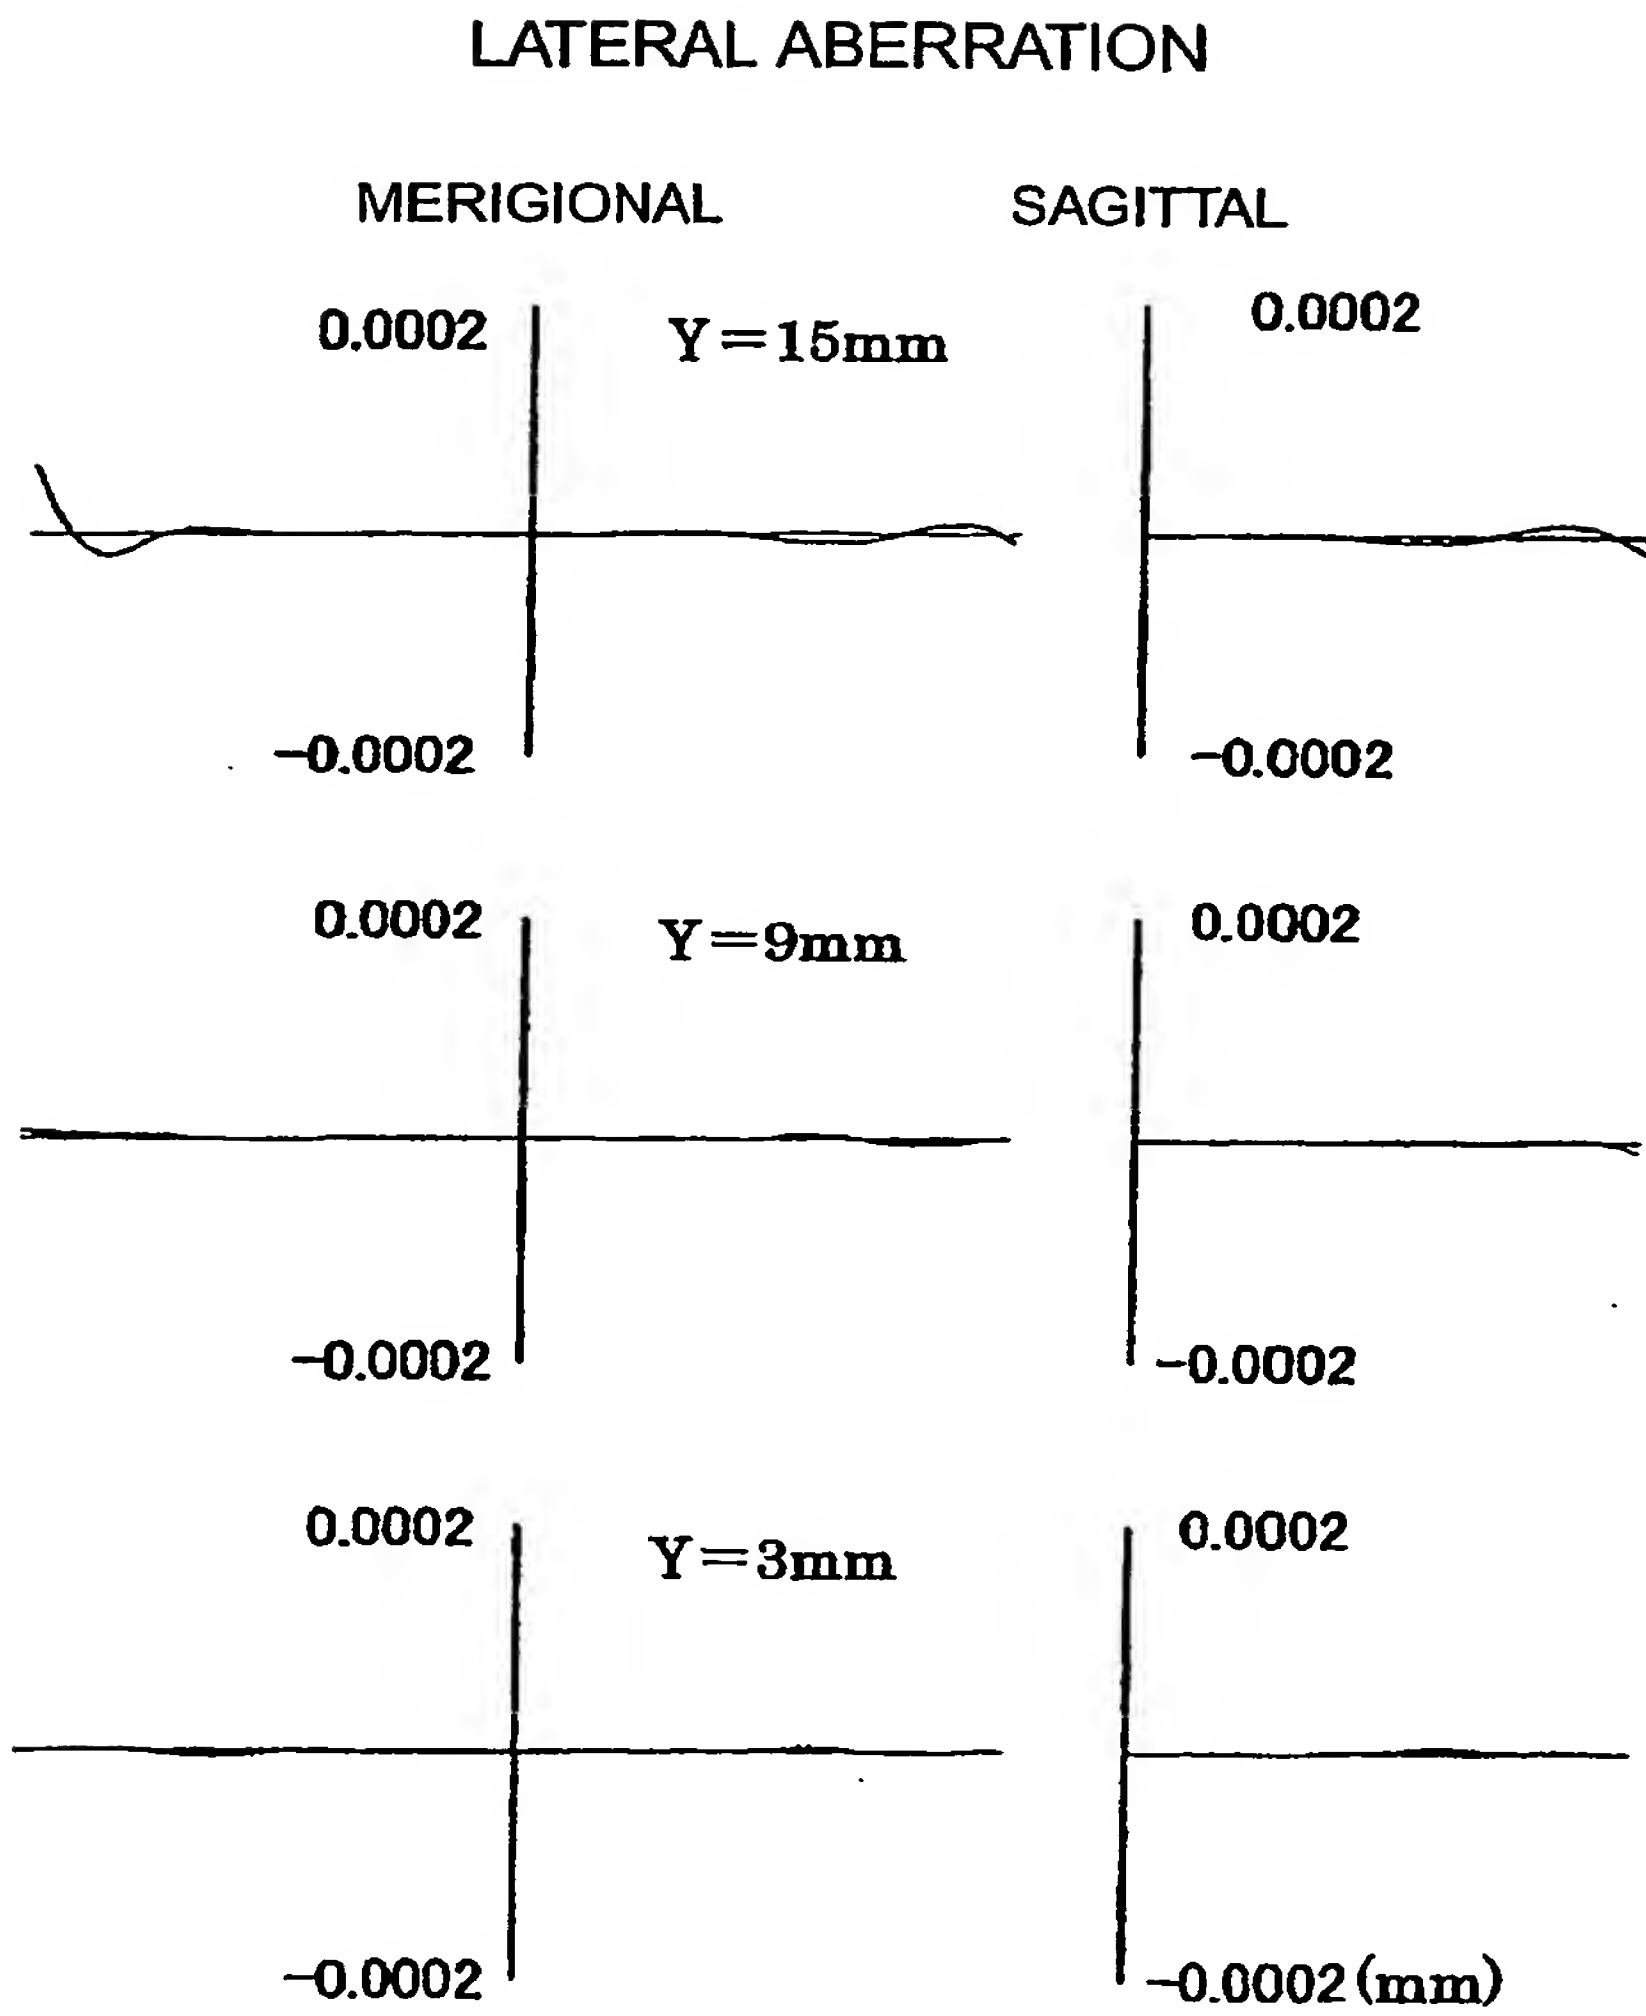 LATERAL ABERRATION
MERIGIONAL SAGITTAL
0.0002 Y=15mm 0.0002
-0.0002 -0.0002
0.0002 Y=9mm 0.0002
-0.0002 -0.0002
0.0002 Y=3mm 0.0002
-0.0002 -0.0002(mm)